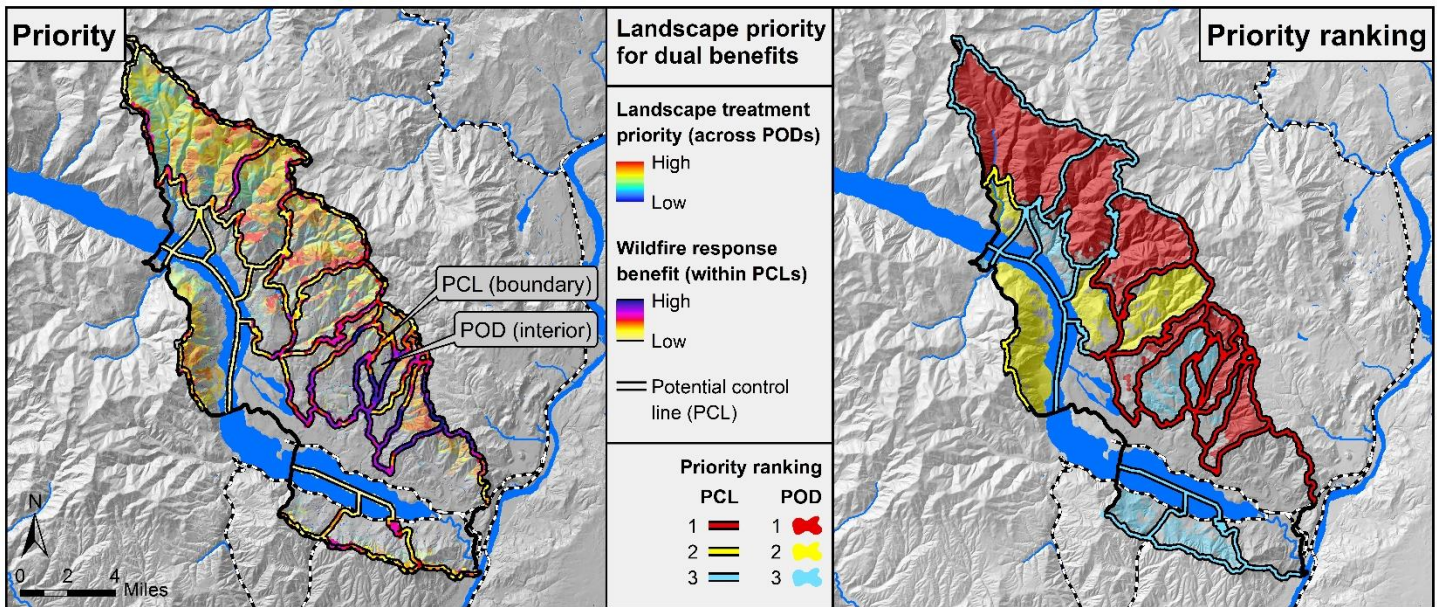 Priority
PCL (boundary)
POD (interior)
N
0 2 4
Miles
Landscape priority
for dual benefits
Landscape treatment
priority (across PODs)
High
Low
Wildfire response
benefit (within PCLs)
High
Low
Potential control
line (PCL)
Priority ranking
PCL POD
1 1
2 2
3 3
Priority ranking